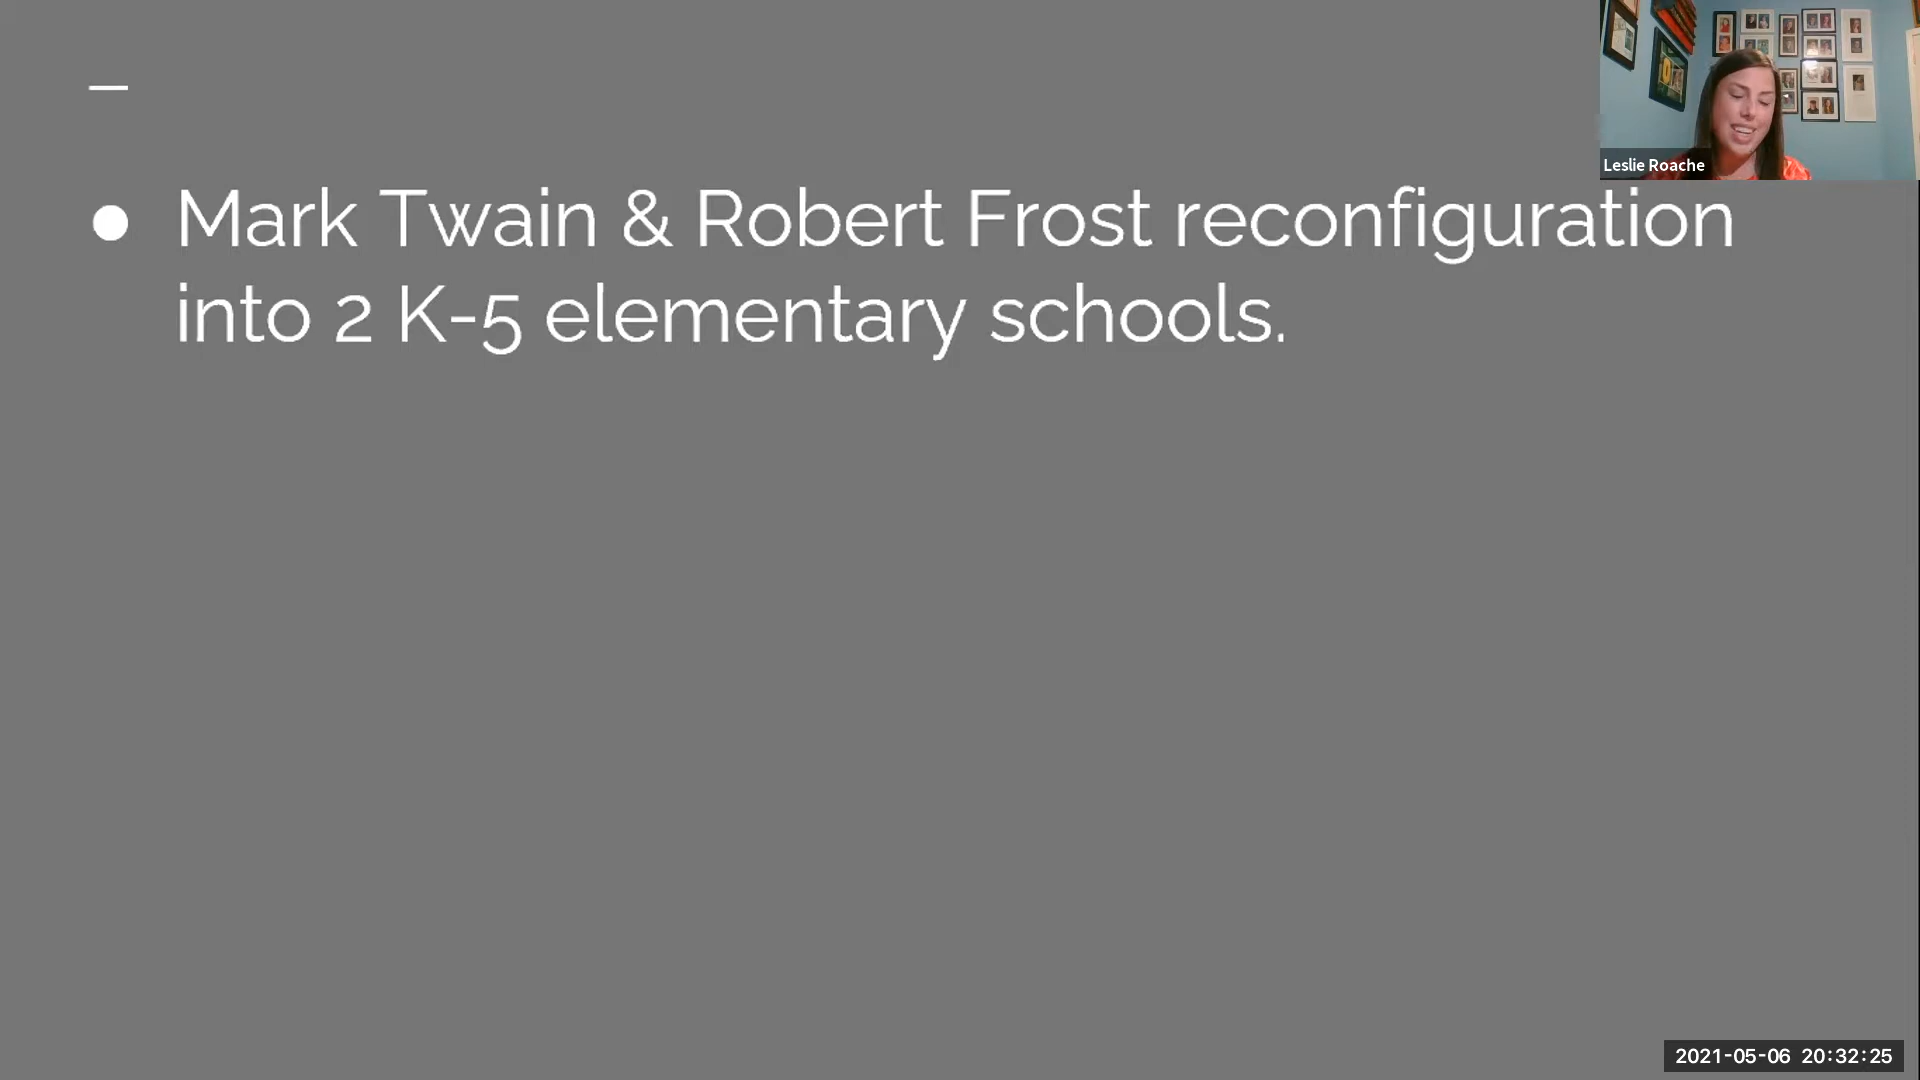 Leslie Roache
● Mark Twain & Robert Frost reconfiguration
into 2 K-5 elementary schools.
2021-05-06 20:32:25